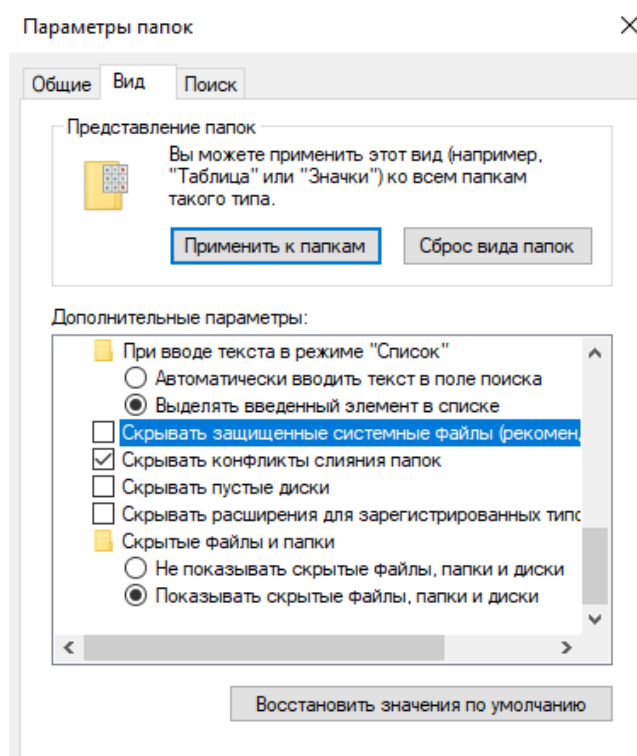 Параметры папок
Общие Вид Поиск
Представление папок
Вы можете применить этот вид (например,
"Таблица" или "Значки") ко всем папкам
такого типа.
Применить к папкам Сброс вида папок
Дополнительные параметры:
При вводе текста в режиме "Список"
Автоматически вводить текст в поле поиска
Выделять введенный элемент в списке
Скрывать защищенные системные файлы (рекомен
Скрывать конфликты слияния папок
Скрывать пустые диски
Скрывать расширения для зарегистрированных типо
Скрытые файлы и папки
Не показывать скрытые файлы, папки и диски
Показывать скрытые файлы, папки и диски
Восстановить значения по умолчанию